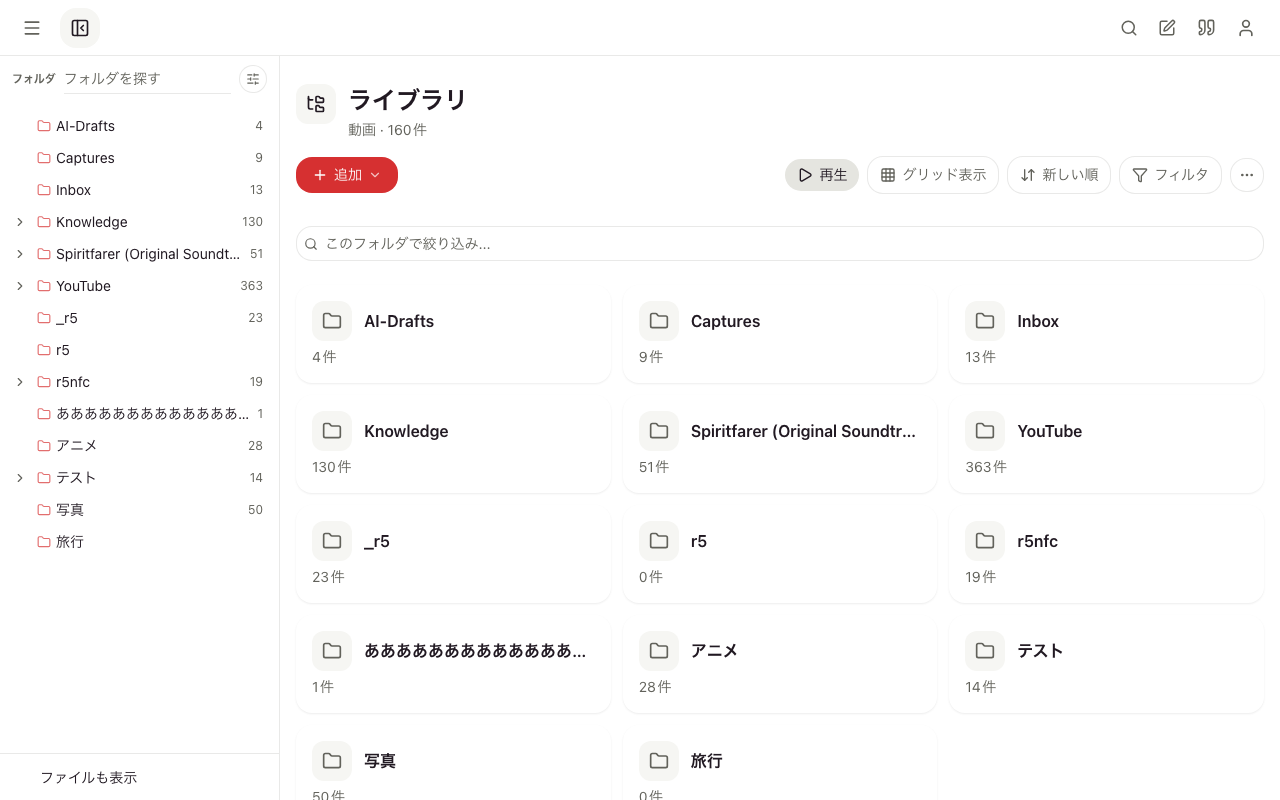 フォルダ フォルダを探す
AI-Drafts 4
Captures 9
Inbox 13
Knowledge 130
Spiritfarer (Original Soundt... 51
YouTube 363
_r5 23
r5
r5nfc 19
ああああああああああああああ... 1
アニメ 28
テスト 14
写真 50
旅行
ファイルも表示
ライブラリ
動画 · 160件
追加
再生
グリッド表示
新しい順
フィルタ
このフォルダで絞り込み...
AI-Drafts
4件
Captures
9件
Inbox
13件
Knowledge
130件
Spiritfarer (Original Soundtr...
51件
YouTube
363件
_r5
23件
r5
0件
r5nfc
19件
あああああああああああああ...
1件
アニメ
28件
テスト
14件
写真
50件
旅行
0件